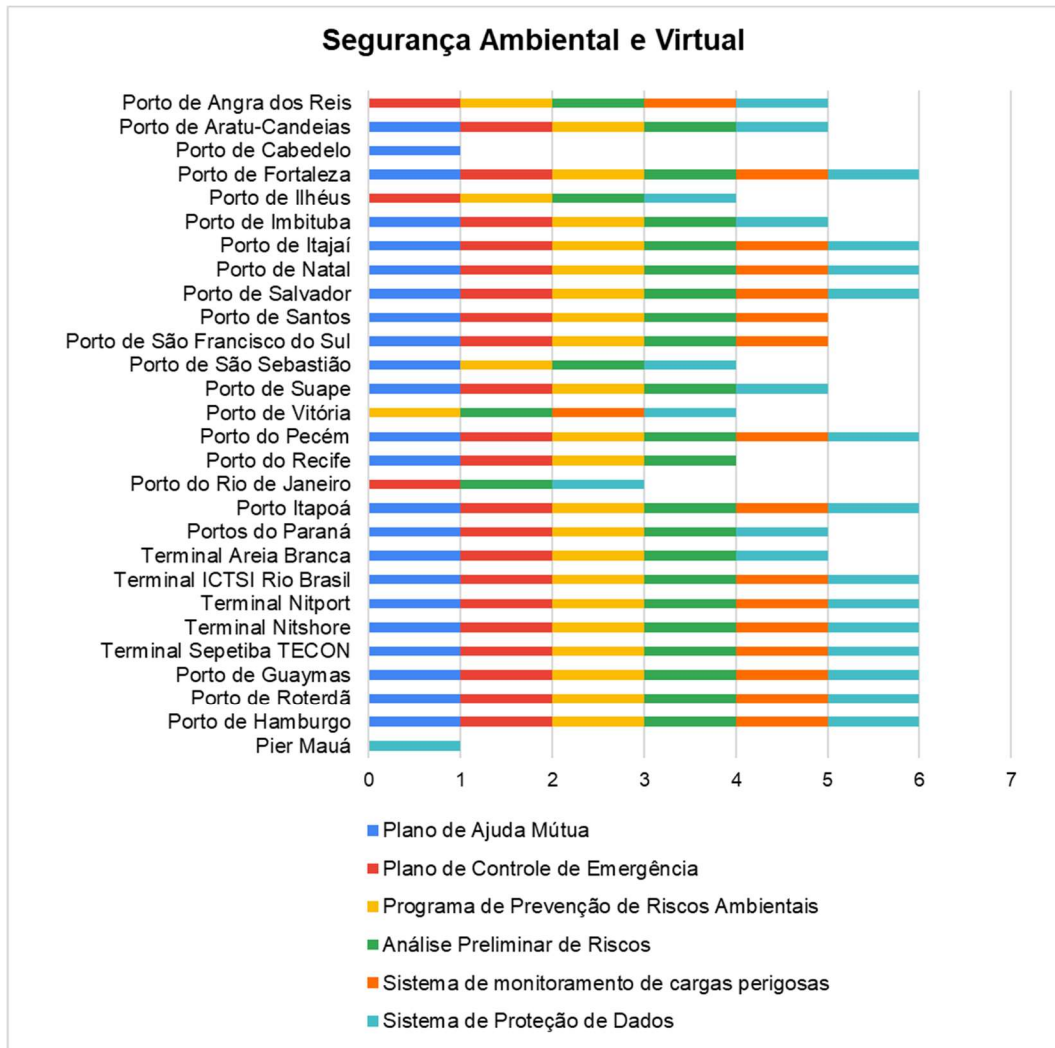 Segurança Ambiental e Virtual
Porto de Angra dos Reis
Porto de Aratu-Candeias
Porto de Cabedelo
Porto de Fortaleza
Porto de Ilhéus
Porto de Imbituba
Porto de Itajaí
Porto de Natal
Porto de Salvador
Porto de Santos
Porto de São Francisco do Sul
Porto de São Sebastião
Porto de Suape
Porto de Vitória
Porto do Pecém
Porto do Recife
Porto do Rio de Janeiro
Porto Itapoá
Portos do Paraná
Terminal Areia Branca
Terminal ICTSI Rio Brasil
Terminal Nitport
Terminal Nitshore
Terminal Sepetiba TECON
Porto de Guaymas
Porto de Roterdã
Porto de Hamburgo
Pier Mauá
0 1 2 3 4 5 6 7
Plano de Ajuda Mútua
Plano de Controle de Emergência
Programa de Prevenção de Riscos Ambientais
Análise Preliminar de Riscos
Sistema de monitoramento de cargas perigosas
Sistema de Proteção de Dados